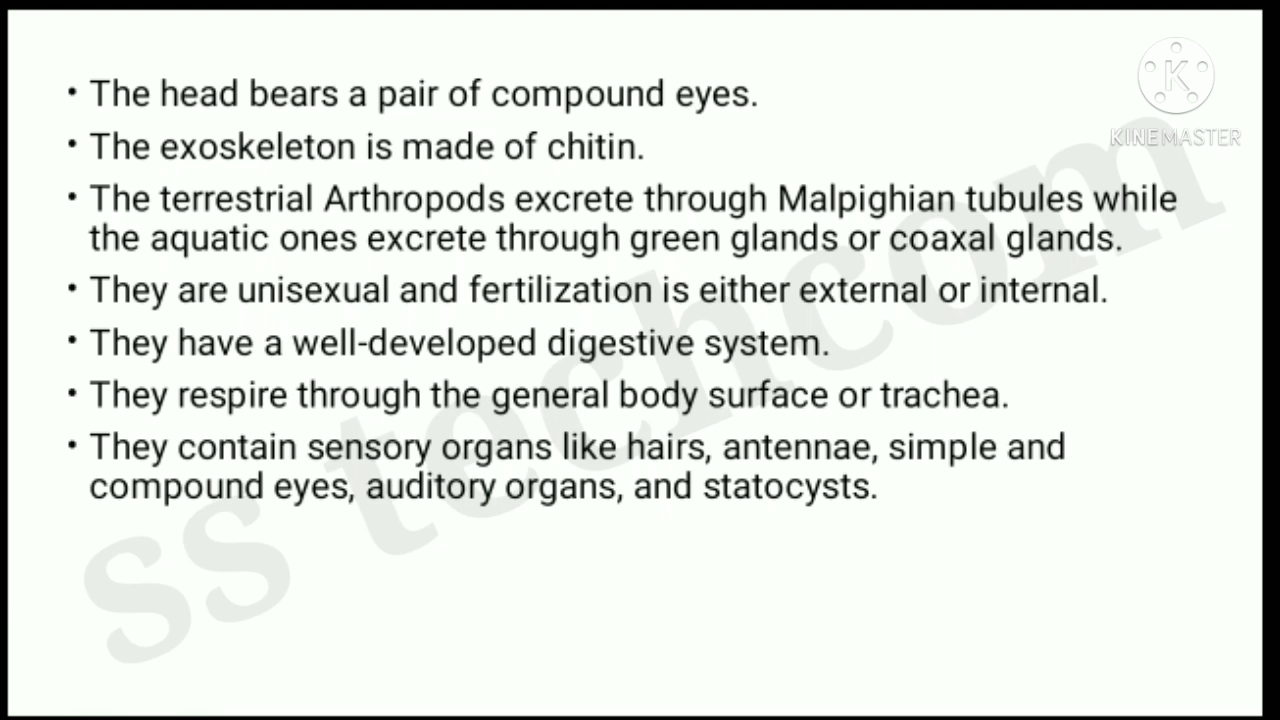 • The head bears a pair of compound eyes.
• The exoskeleton is made of chitin.
• The terrestrial Arthropods excrete through Malpighian tubules while
the aquatic ones excrete through green glands or coaxal glands.
• They are unisexual and fertilization is either external or internal.
• They have a well-developed digestive system.
• They respire through the general body surface or trachea.
• They contain sensory organs like hairs, antennae, simple and
compound eyes, auditory organs, and statocysts.
K
KINEMASTER
ss techcom